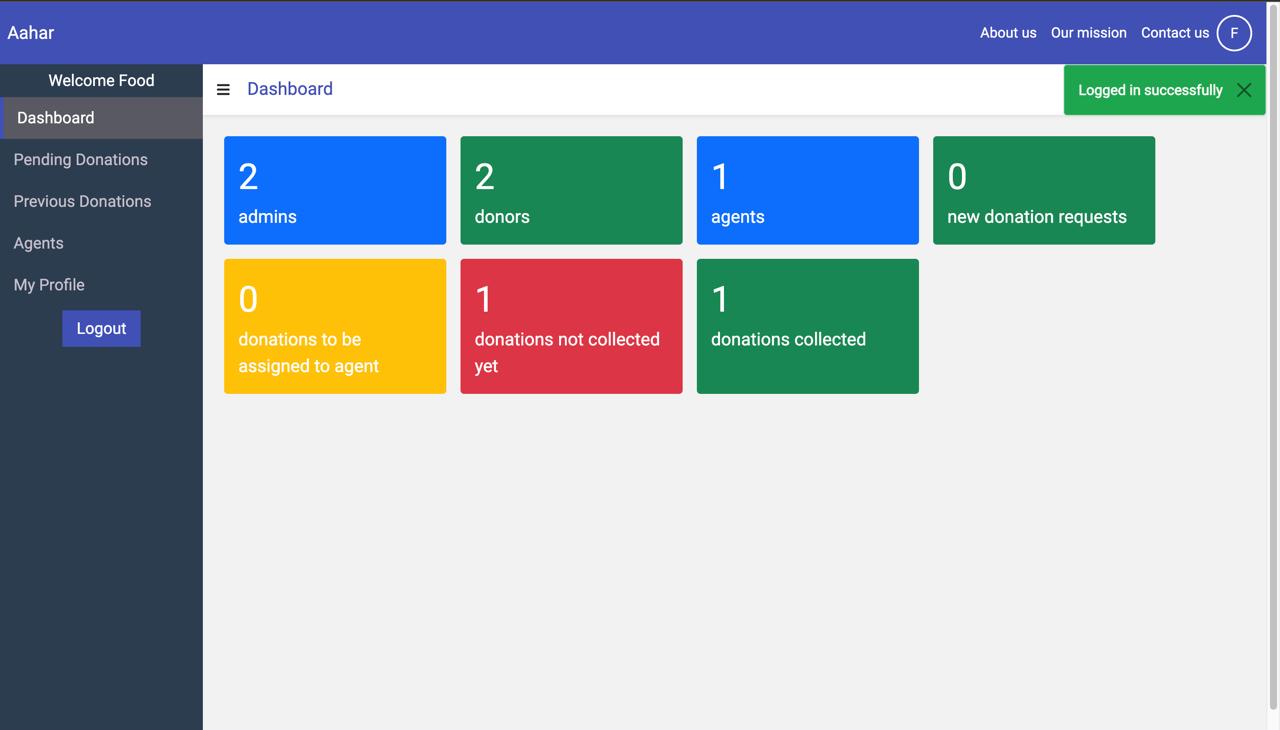 Aahar
About us Our mission Contact us F
Welcome Food
Dashboard
Pending Donations
Previous Donations
Agents
My Profile
Logout
Dashboard
Logged in successfully
2
admins
2
donors
1
agents
0
new donation requests
0
donations to be
assigned to agent
1
donations not collected
yet
1
donations collected